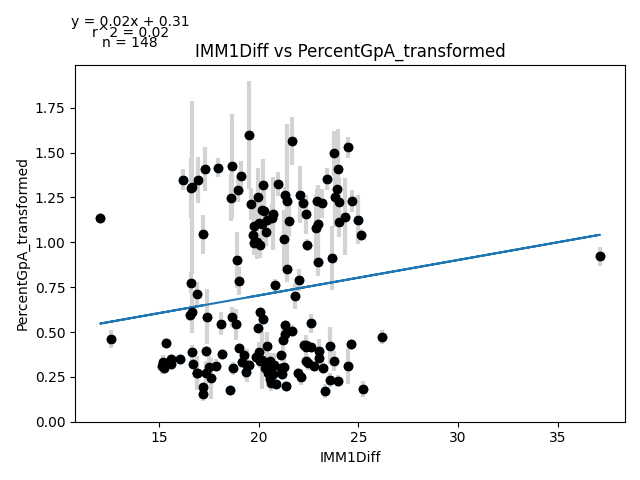 y = 0.02x + 0.31
r^2 = 0.02
n = 148
IMM1Diff vs PercentGpA_transformed
PercentGpA_transformed
1.75
1.50
1.25
1.00
0.75
0.50
0.25
0.00
15
20
25
30
35
IMM1Diff